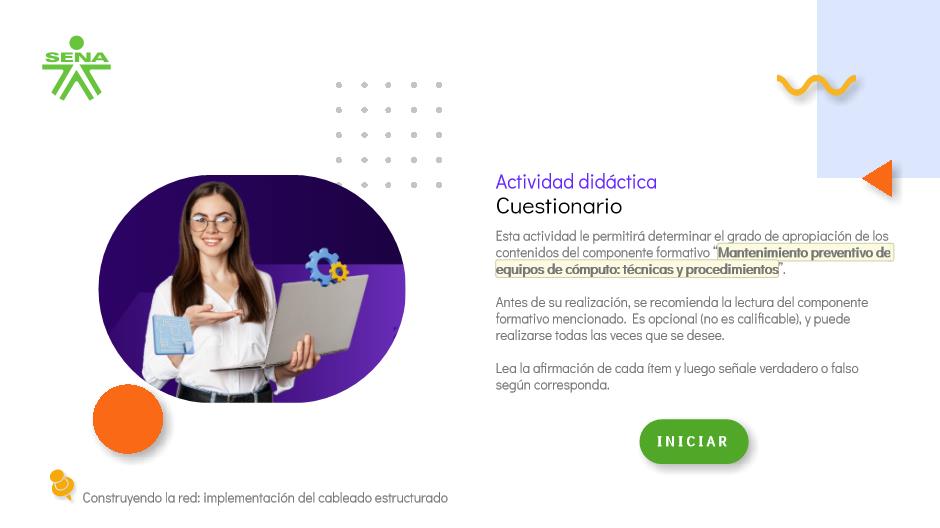 SENA
Actividad didáctica
Cuestionario
Esta actividad le permitirá determinar el grado de apropiación de los
contenidos del componente formativo "Mantenimiento preventivo de
equipos de cómputo: técnicas y procedimientos".
Antes de su realización, se recomienda la lectura del componente
formativo mencionado. Es opcional (no es calificable), y puede
realizarse todas las veces que se desee.
Lea la afirmación de cada ítem y luego señale verdadero o falso
según corresponda.
INICIAR
Construyendo la red: implementación del cableado estructurado